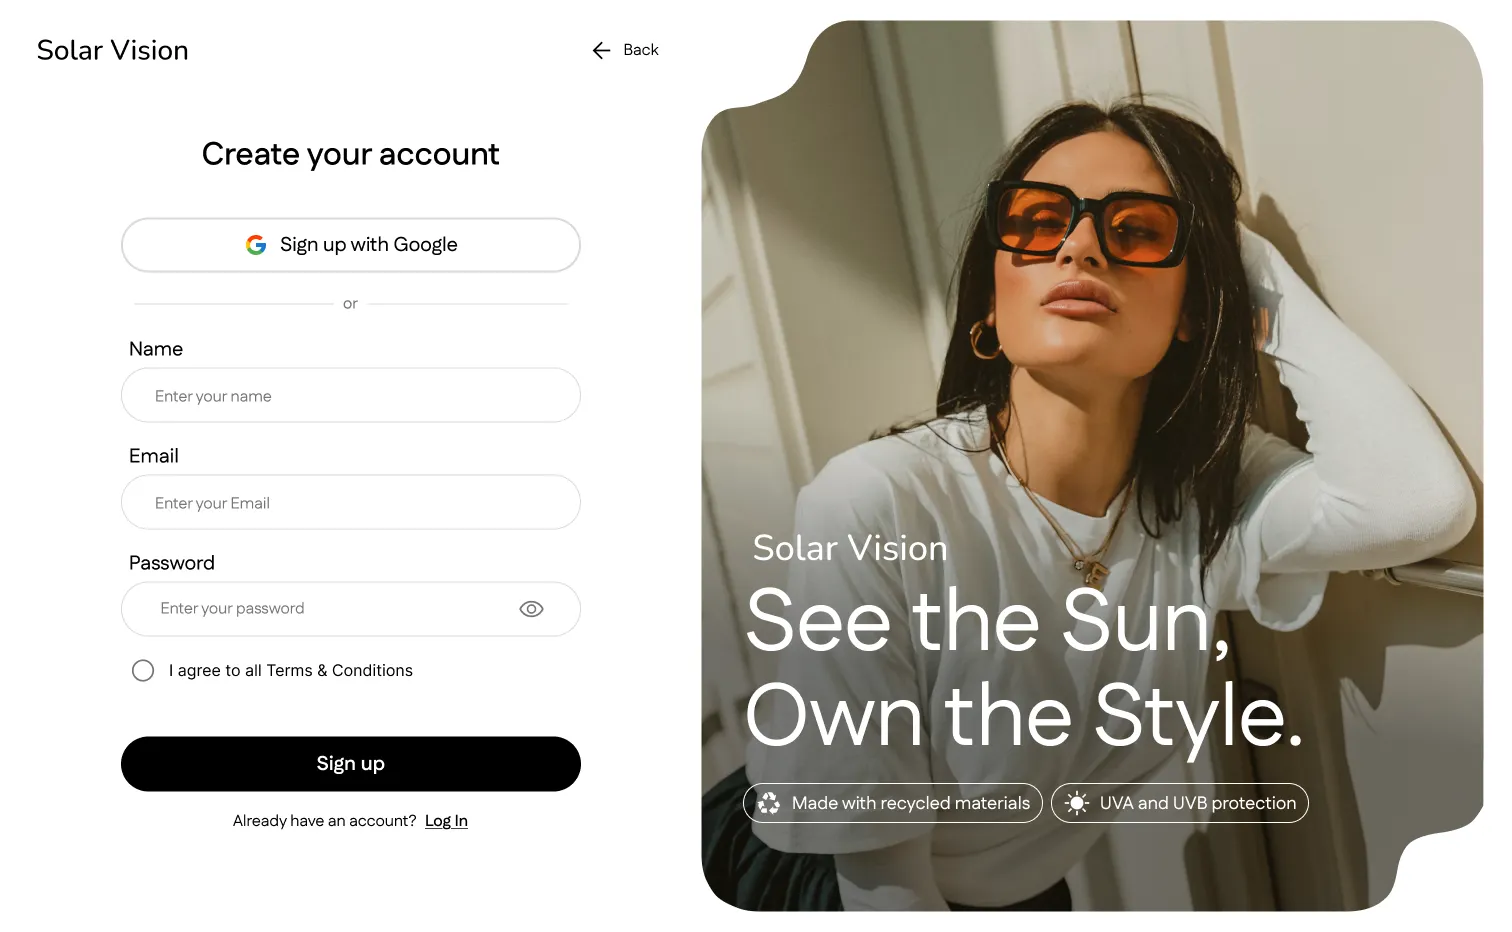 Solar Vision
Back
Create your account
Sign up with Google
or
Name
Enter your name
Email
Enter your Email
Password
Enter your password
I agree to all Terms & Conditions
Sign up
Already have an account? Log In
Solar Vision
See the Sun,
Own the Style.
Made with recycled materials
UVA and UVB protection